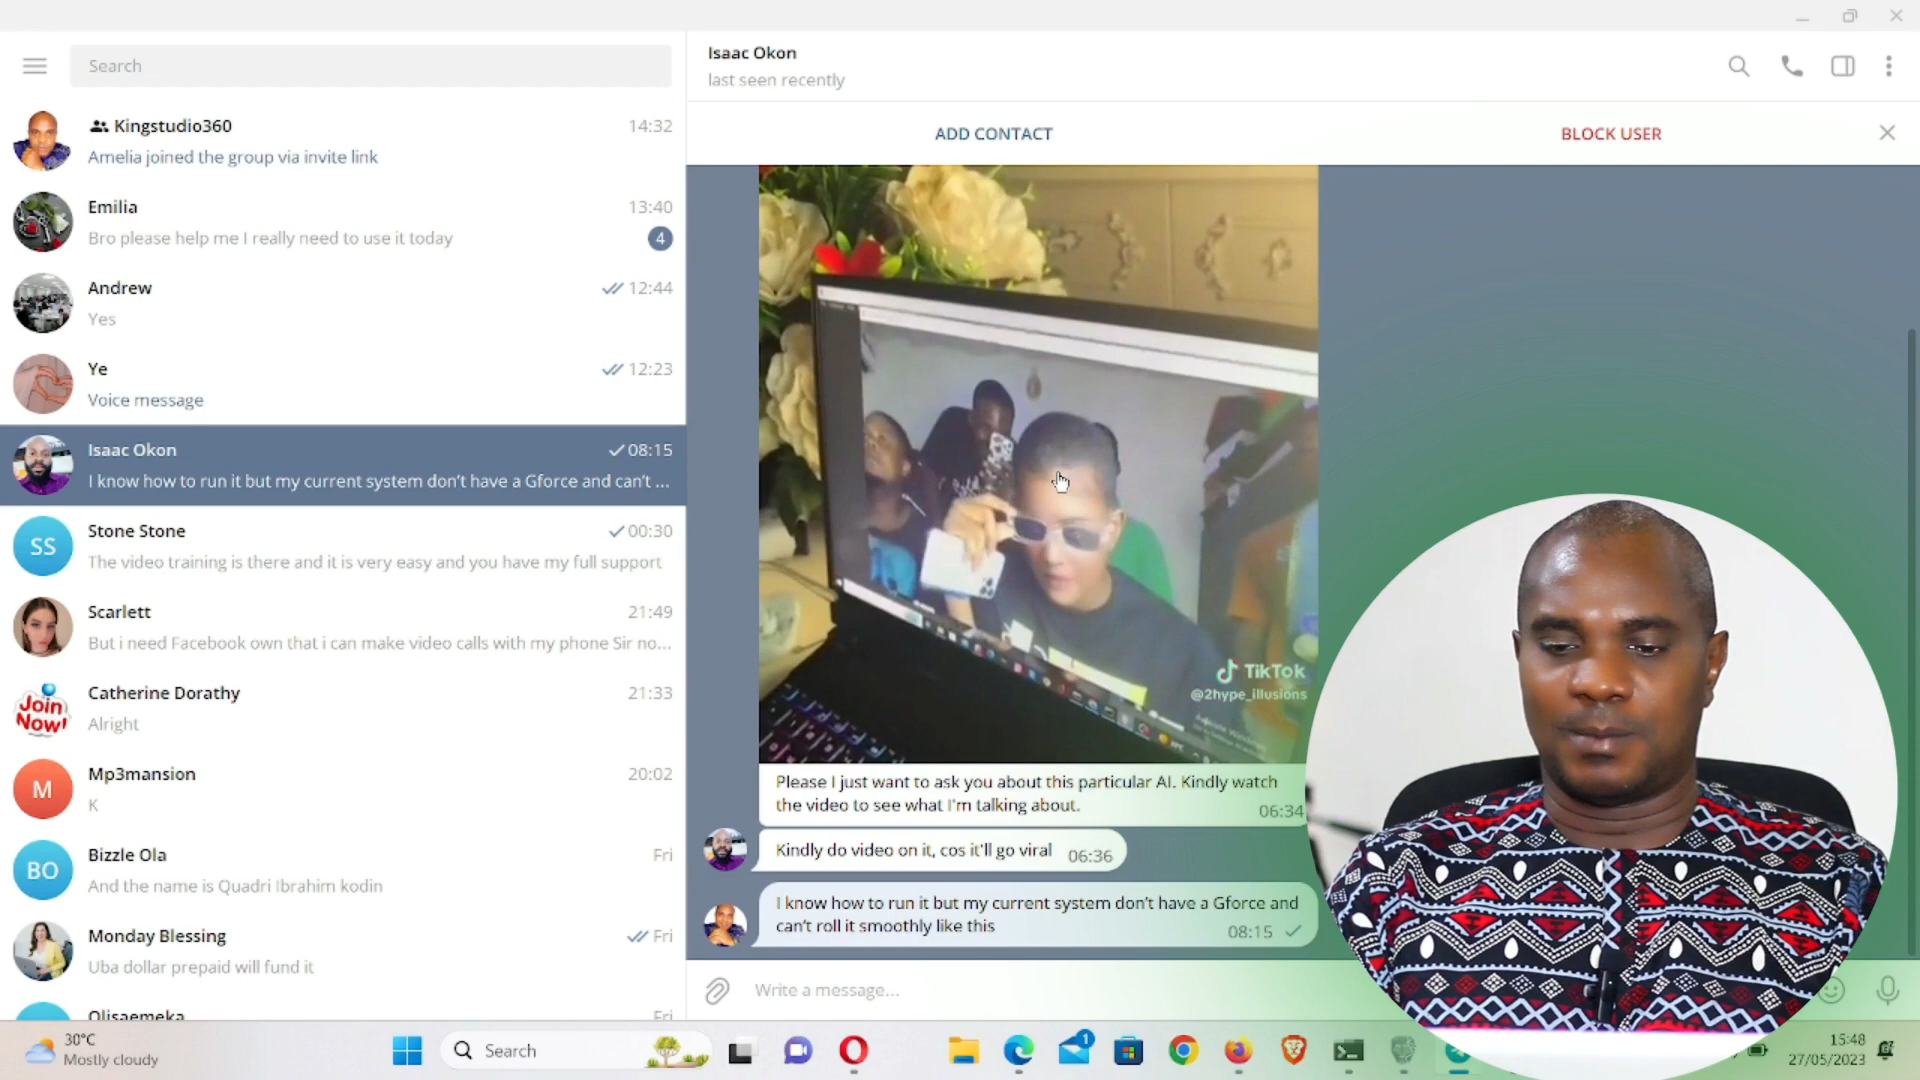 Search
Kingstudio360
14:32
Amelia joined the group via invite link
Emilia
13:40
Bro please help me I really need to use it today
4
Andrew
12:44
Yes
Ye
12:23
Voice message
Isaac Okon
08:15
I know how to run it but my current system don't have a Gforce and can't ...
SS
Stone Stone
00:30
The video training is there and it is very easy and you have my full support
Scarlett
21:49
But i need Facebook own that i can make video calls with my phone Sir no...
Join
Now!
Catherine Dorathy
21:33
Alright
M
Mp3mansion
20:02
K
BO
Bizzle Ola
Fri
And the name is Quadri Ibrahim kodin
Monday Blessing
Fri
Uba dollar prepaid will fund it
Olisaemeka
Fri
Isaac Okon
last seen recently
ADD CONTACT
BLOCK USER
TikTok
@2hype_illusions
Activate Windows
Please I just want to ask you about this particular AI. Kindly watch
the video to see what I'm talking about.
06:34
Kindly do video on it, cos it'll go viral
06:36
I know how to run it but my current system don't have a Gforce and
can't roll it smoothly like this
08:15
Write a message...
30°C
Mostly cloudy
Search
1
15:48
27/05/2023